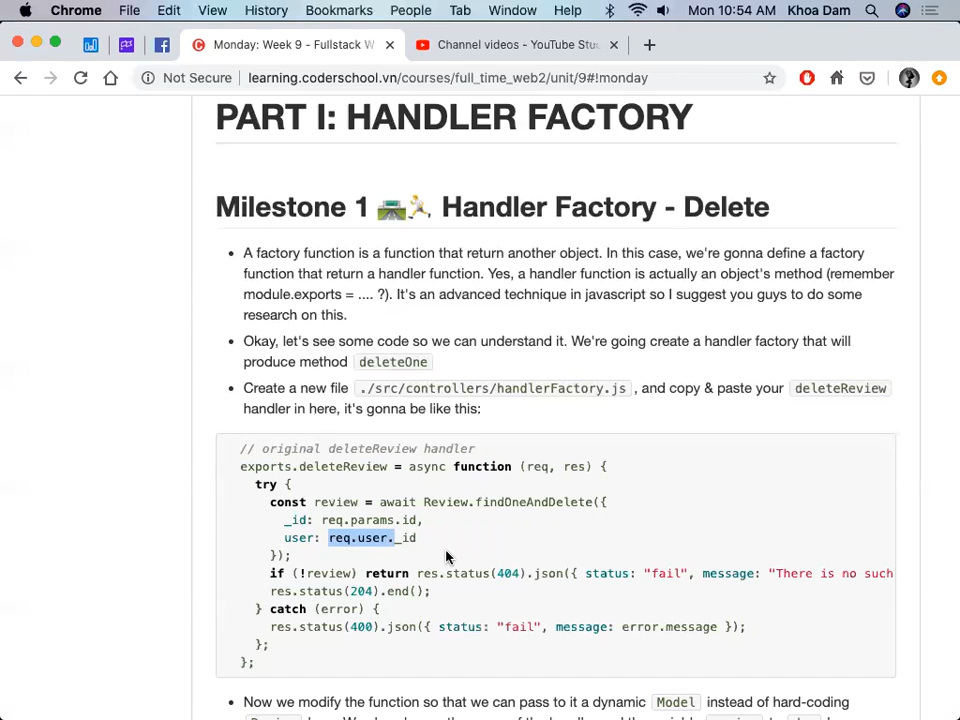 Chrome File Edit View History Bookmarks People Tab Window Help Mon 10:54 AM Khoa Dam
Monday: Week 9 - Fullstack W Channel videos - YouTube Stu
Not Secure learning.coderschool.vn/courses/full_time_web2/unit/9#!monday
PART I: HANDLER FACTORY
Milestone 1 🛤️🏃 Handler Factory - Delete
• A factory function is a function that return another object. In this case, we're gonna define a factory
function that return a handler function. Yes, a handler function is actually an object's method (remember
module.exports = .... ?). It's an advanced technique in javascript so I suggest you guys to do some
research on this.
• Okay, let's see some code so we can understand it. We're going create a handler factory that will
produce method deleteOne
• Create a new file ./src/controllers/handlerFactory.js , and copy & paste your deleteReview
handler in here, it's gonna be like this:
// original deleteReview handler
exports.deleteReview = async function (req, res) {
try {
const review = await Review.findOneAndDelete({
_id: req.params.id,
user: req.user._id
});
if (!review) return res.status(404).json({ status: "fail", message: "There is no such
res.status(204).end();
} catch (error) {
res.status(400).json({ status: "fail", message: error.message });
};
};
• Now we modify the function so that we can pass to it a dynamic Model instead of hard-coding